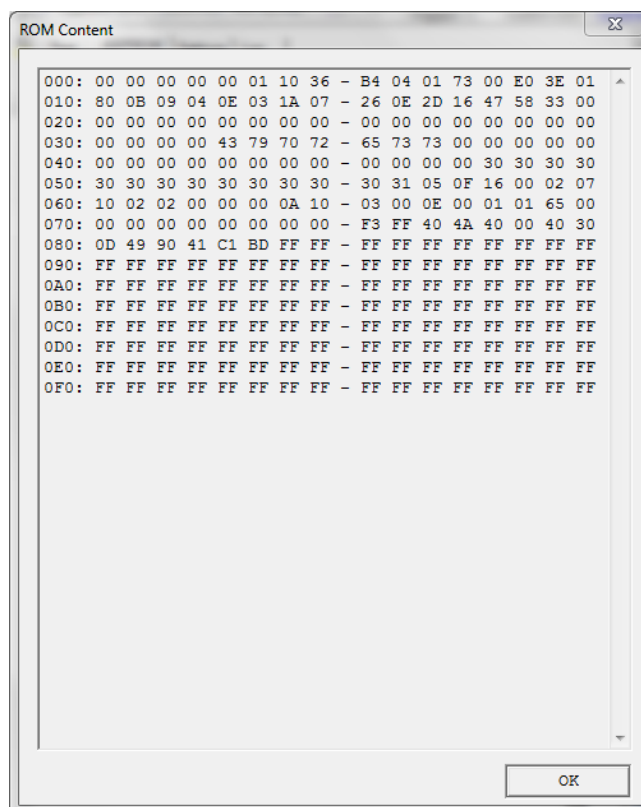 ROM Content
000: 00 00 00 00 00 01 10 36 - B4 04 01 73 00 E0 3E 01
010: 80 0B 09 04 0E 03 1A 07 - 26 0E 2D 16 47 58 33 00
020: 00 00 00 00 00 00 00 00 - 00 00 00 00 00 00 00 00
030: 00 00 00 00 43 79 70 72 - 65 73 73 00 00 00 00 00
040: 00 00 00 00 00 00 00 00 - 00 00 00 00 30 30 30 30
050: 30 30 30 30 30 30 30 30 - 30 31 05 0F 16 00 02 07
060: 10 02 02 00 00 00 0A 10 - 03 00 0E 00 01 01 65 00
070: 00 00 00 00 00 00 00 00 - F3 FF 40 4A 40 00 40 30
080: 0D 49 90 41 C1 BD FF FF - FF FF FF FF FF FF FF FF
090: FF FF FF FF FF FF FF FF - FF FF FF FF FF FF FF FF
0A0: FF FF FF FF FF FF FF FF - FF FF FF FF FF FF FF FF
0B0: FF FF FF FF FF FF FF FF - FF FF FF FF FF FF FF FF
0C0: FF FF FF FF FF FF FF FF - FF FF FF FF FF FF FF FF
0D0: FF FF FF FF FF FF FF FF - FF FF FF FF FF FF FF FF
0E0: FF FF FF FF FF FF FF FF - FF FF FF FF FF FF FF FF
0F0: FF FF FF FF FF FF FF FF - FF FF FF FF FF FF FF FF
OK